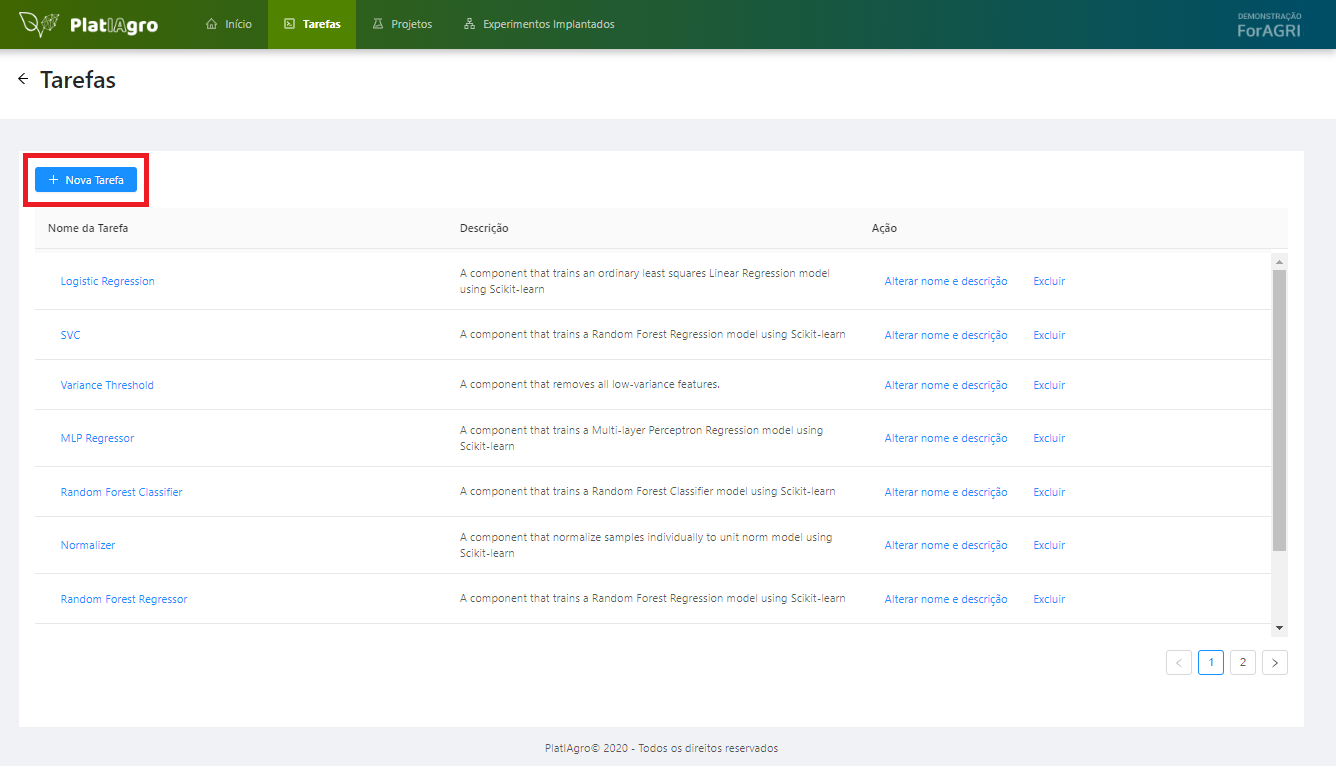 PlatIAgro
Início
Tarefas
Projetos
Experimentos Implantados
DEMONSTRAÇÃO
ForAGRI
Tarefas
Nova Tarefa
Nome da Tarefa
Descrição
Ação
Logistic Regression
A component that trains an ordinary least squares Linear Regression model
using Scikit-learn
Alterar nome e descrição
Excluir
SVC
A component that trains a Random Forest Regression model using Scikit-learn
Alterar nome e descrição
Excluir
Variance Threshold
A component that removes all low-variance features.
Alterar nome e descrição
Excluir
MLP Regressor
A component that trains a Multi-layer Perceptron Regression model using
Scikit-learn
Alterar nome e descrição
Excluir
Random Forest Classifier
A component that trains a Random Forest Classifier model using Scikit-learn
Alterar nome e descrição
Excluir
Normalizer
A component that normalize samples individually to unit norm model using
Scikit-learn
Alterar nome e descrição
Excluir
Random Forest Regressor
A component that trains a Random Forest Regression model using Scikit-learn
Alterar nome e descrição
Excluir
1
2
PlatIAgro© 2020 - Todos os direitos reservados